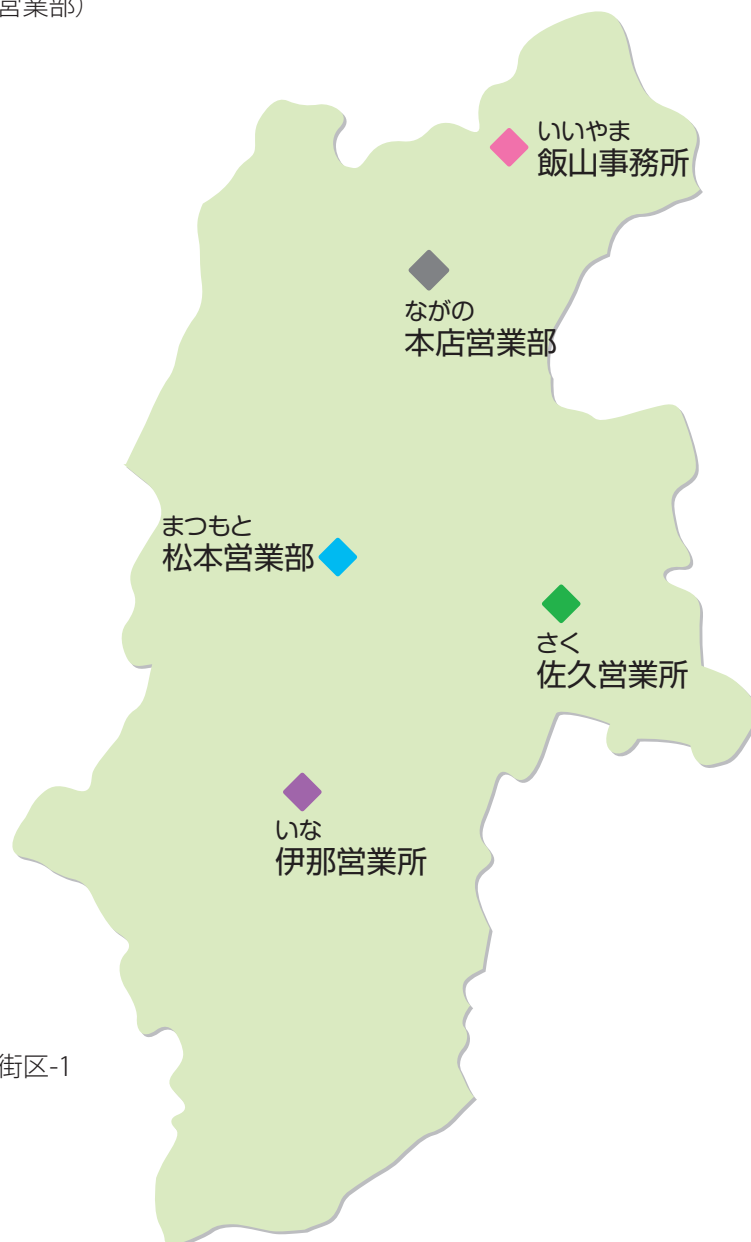 営業部）
いいやま
飯山事務所
ながの
本店営業部
まつもと
松本営業部
さく
佐久営業所
いな
伊那営業所
街区-1